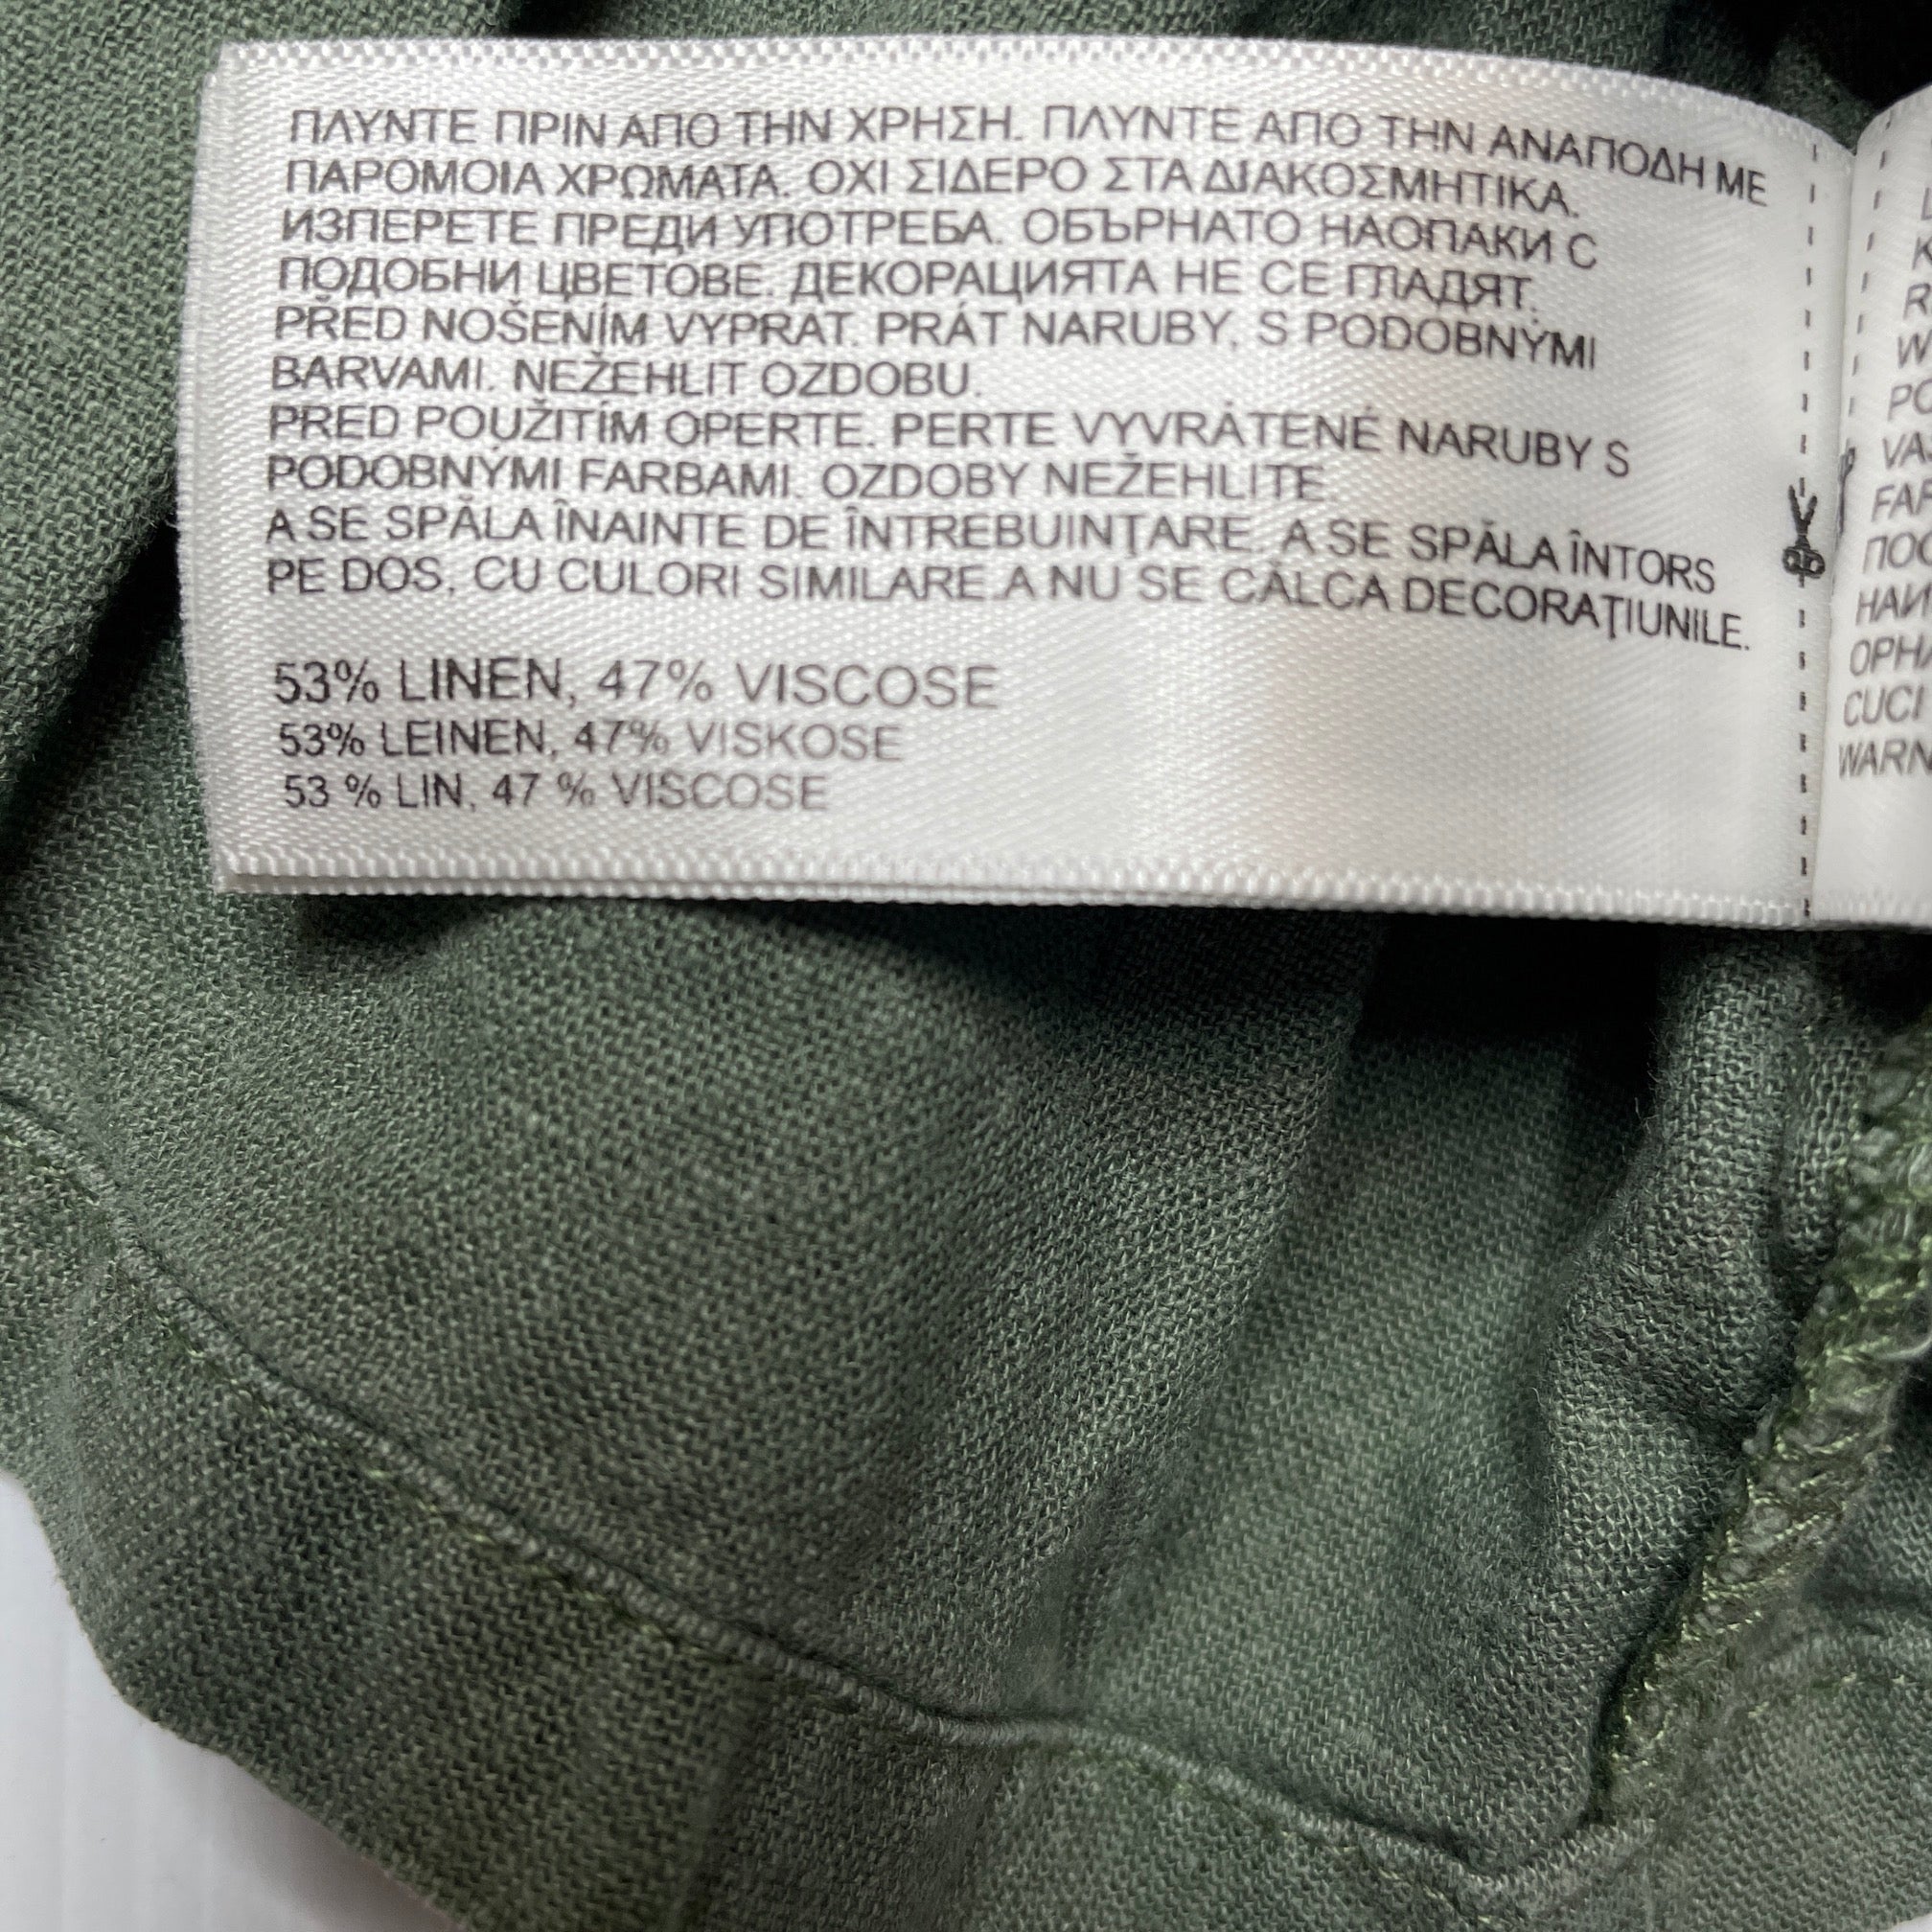 ΠΛΥΝΤΕ ΠΡΙΝ ΑΠΟ ΤΗΝ ΧΡΗΣΗ. ΠΛΥΝΤΕ ΑΠΟ ΤΗΝ ΑΝΑΠΟΔΗ ΜΕ
ΠΑΡΟΜΟΙΑ ΧΡΩΜΑΤΑ. ΟΧΙ ΣΙΔΕΡΟ ΣΤΑ ΔΙΑΚΟΣΜΗΤΙΚΑ.
ИЗПЕРЕТЕ ПРЕДИ УПОТРЕБА. ОБЪРНАТО НАОПАКИ С
ПОДОБНИ ЦВЕТОВЕ. ДЕКОРАЦИЯТА НЕ СЕ ГЛАДЯТ.
PŘED NOŠENÍM VYPRAT. PRÁT NARUBY, S PODOBNÝMI
BARVAMI. NEŽEHLIT OZDOBU.
PRED POUŽITÍM OPERTE. PERTE VYVRÁTENÉ NARUBY S
PODOBNÝMI FARBAMI. OZDOBY NEŽEHLITE.
A SE SPĂLA ÎNAINTE DE ÎNTREBUINŢARE. A SE SPĂLA ÎNTORS
PE DOS, CU CULORI SIMILARE.A NU SE CĂLCA DECORAŢIUNILE.
53% LINEN, 47% VISCOSE
53% LEINEN, 47% VISKOSE
53 % LIN, 47 % VISCOSE
CUCI
WARN